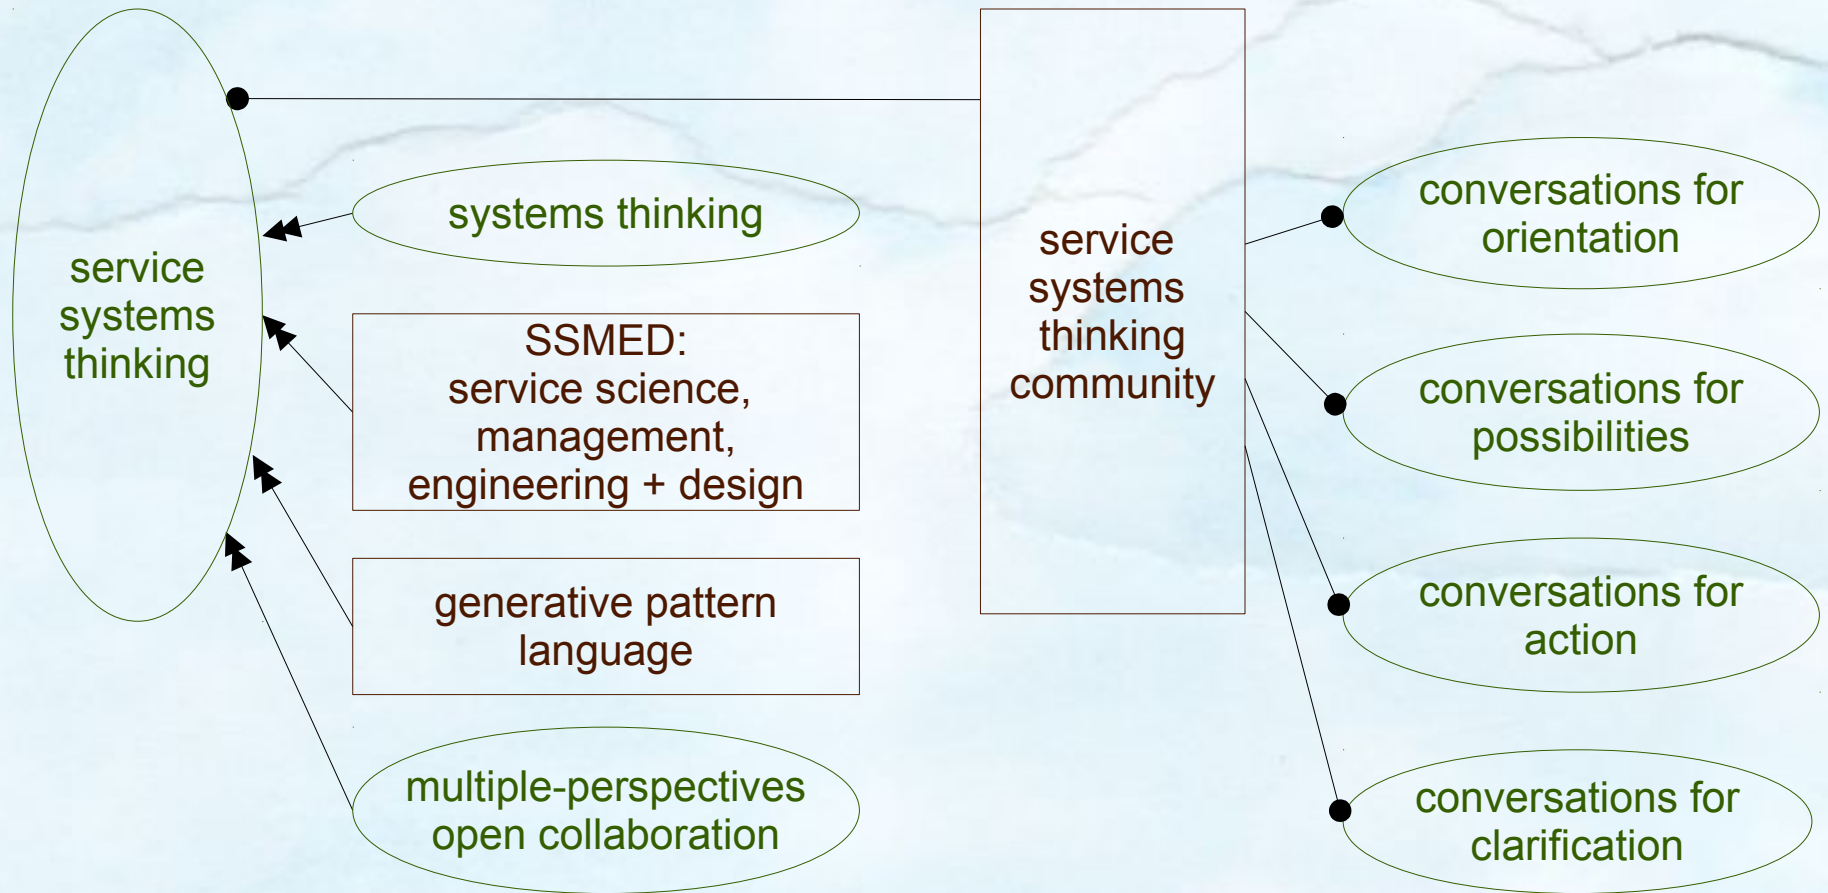 service
systems
thinking
systems thinking
SSMED:
service science,
management,
engineering + design
generative pattern
language
multiple-perspectives
open collaboration
service
systems
thinking
community
conversations for
orientation
conversations for
possibilities
conversations for
action
conversations for
clarification